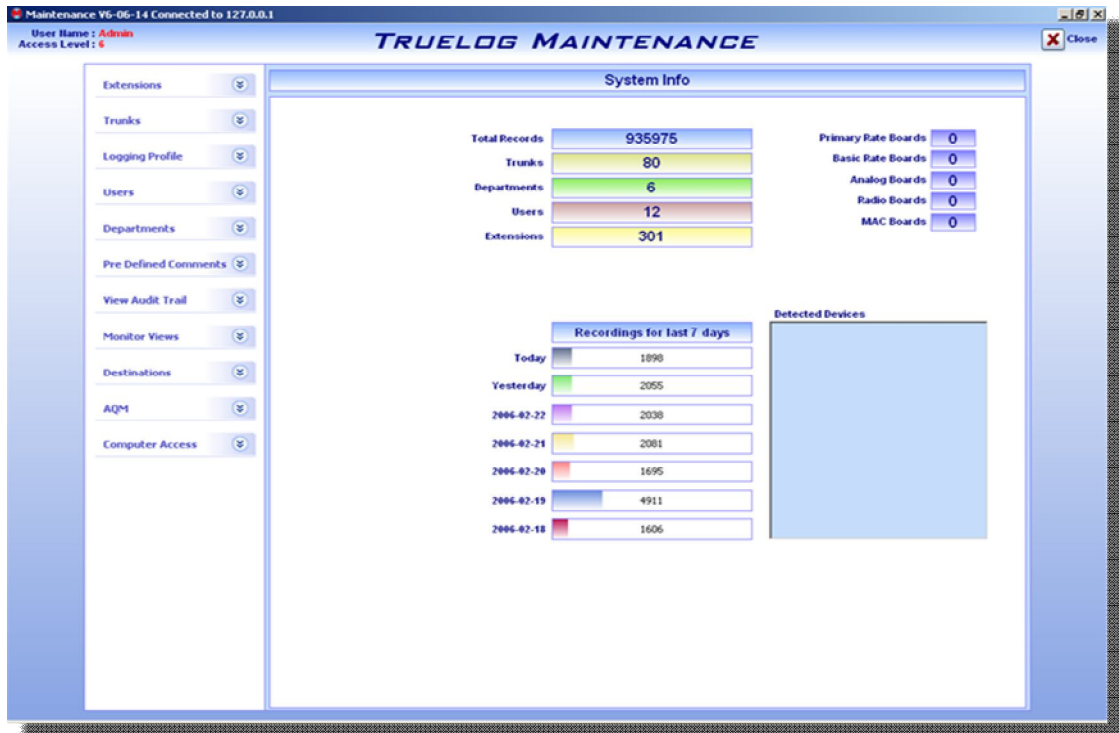 Maintenance V6-06-14 Connected to 127.0.0.1
User Name : Admin
Access Level : 6
TRUELOG MAINTENANCE
Close
Extensions
Trunks
Logging Profile
Users
Departments
Pre Defined Comments
View Audit Trail
Monitor Views
Destinations
AQM
Computer Access
System Info
Total Records 935975
Trunks 80
Departments 6
Users 12
Extensions 301
Primary Rate Boards 0
Basic Rate Boards 0
Analog Boards 0
Radio Boards 0
MAC Boards 0
Recordings for last 7 days
Today 1898
Yesterday 2055
2006-02-22 2038
2006-02-21 2081
2006-02-20 1695
2006-02-19 4911
2006-02-18 1606
Detected Devices